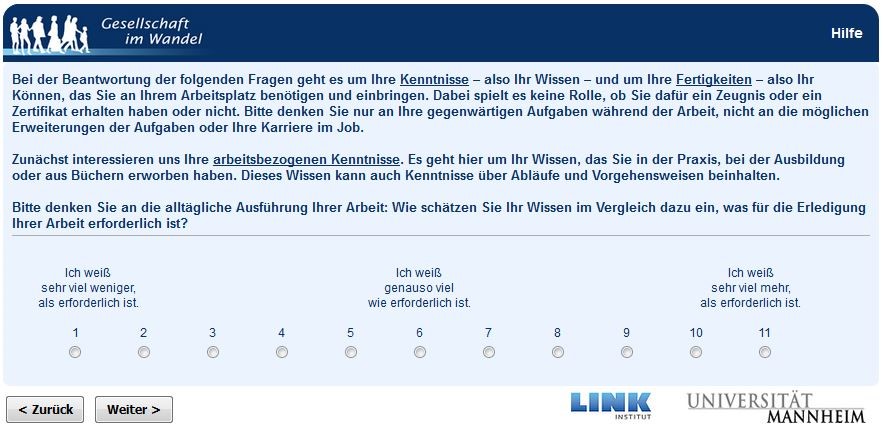 Gesellschaft
im Wandel
Hilfe
Bei der Beantwortung der folgenden Fragen geht es um Ihre Kenntnisse – also Ihr Wissen – und um Ihre Fertigkeiten – also Ihr
Können, das Sie an Ihrem Arbeitsplatz benötigen und einbringen. Dabei spielt es keine Rolle, ob Sie dafür ein Zeugnis oder ein
Zertifikat erhalten haben oder nicht. Bitte denken Sie nur an Ihre gegenwärtigen Aufgaben während der Arbeit, nicht an die möglichen
Erweiterungen der Aufgaben oder Ihre Karriere im Job.
Zunächst interessieren uns Ihre arbeitsbezogenen Kenntnisse. Es geht hier um Ihr Wissen, das Sie in der Praxis, bei der Ausbildung
oder aus Büchern erworben haben. Dieses Wissen kann auch Kenntnisse über Abläufe und Vorgehensweisen beinhalten.
Bitte denken Sie an die alltägliche Ausführung Ihrer Arbeit: Wie schätzen Sie Ihr Wissen im Vergleich dazu ein, was für die Erledigung
Ihrer Arbeit erforderlich ist?
Ich weiß
sehr viel weniger,
als erforderlich ist.
Ich weiß
genauso viel
wie erforderlich ist.
Ich weiß
sehr viel mehr,
als erforderlich ist.
1 2 3 4 5 6 7 8 9 10 11
< Zurück
Weiter >
LINK
INSTITUT
UNIVERSITÄT
MANNHEIM